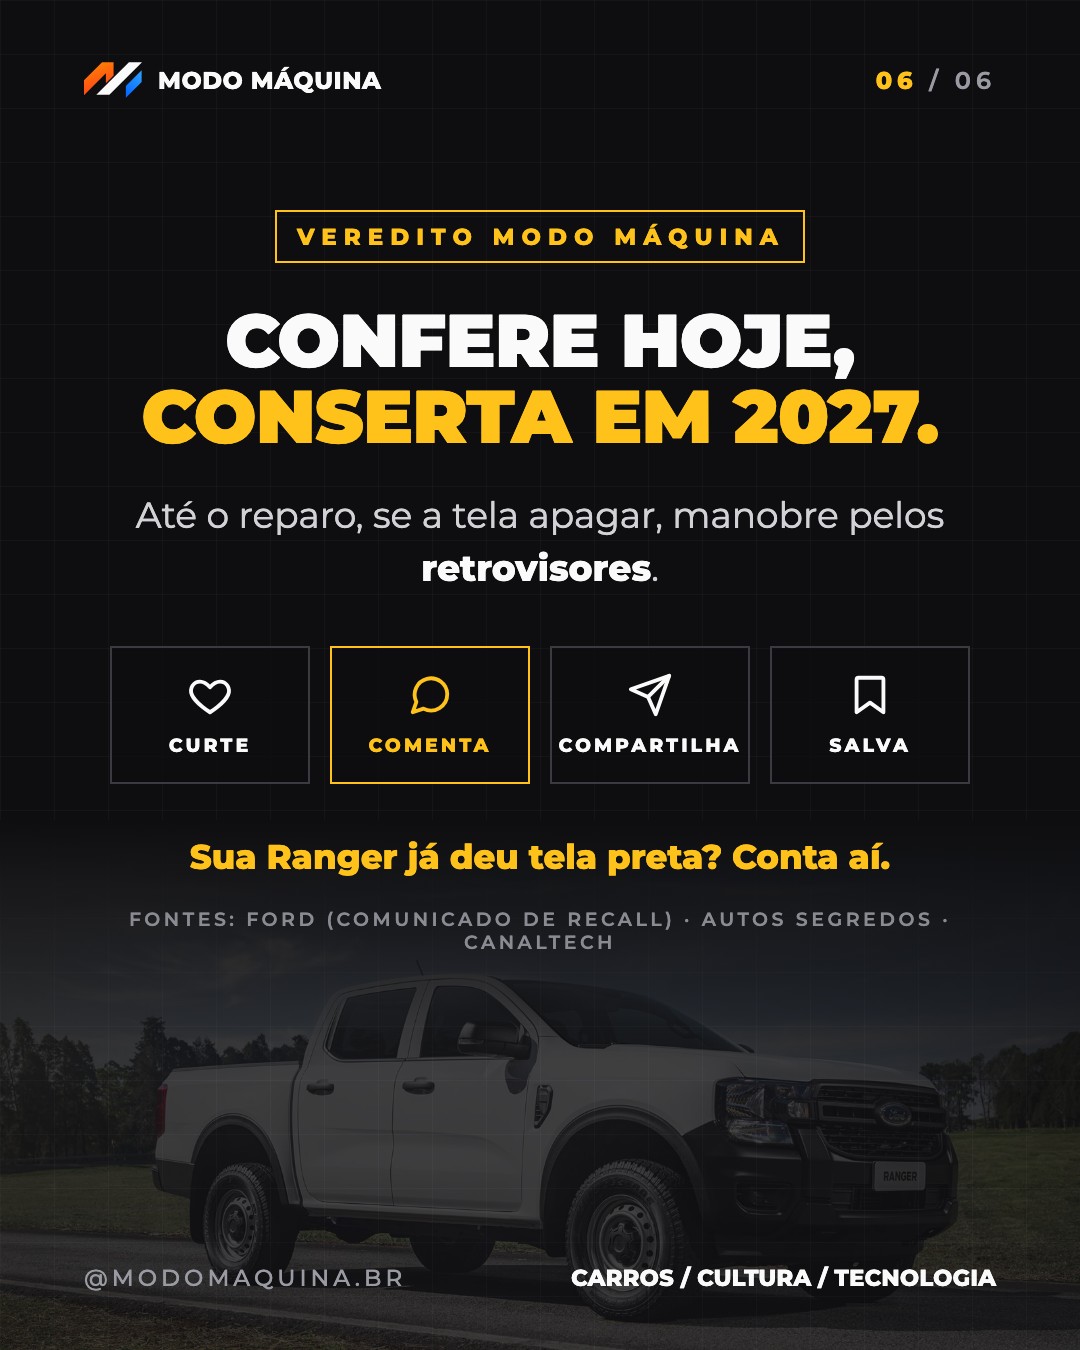 MODO MÁQUINA
06 / 06
VEREDITO MODO MÁQUINA
CONFERE HOJE,
CONSERTA EM 2027.
Até o reparo, se a tela apagar, manobre pelos
retrovisores.
CURTE
COMENTA
COMPARTILHA
SALVA
Sua Ranger já deu tela preta? Conta aí.
FONTES: FORD (COMUNICADO DE RECALL) · AUTOS SEGREDOS ·
CANALTECH
Ford
RANGER
@MODOMAQUINA.BR
CARROS / CULTURA / TECNOLOGIA